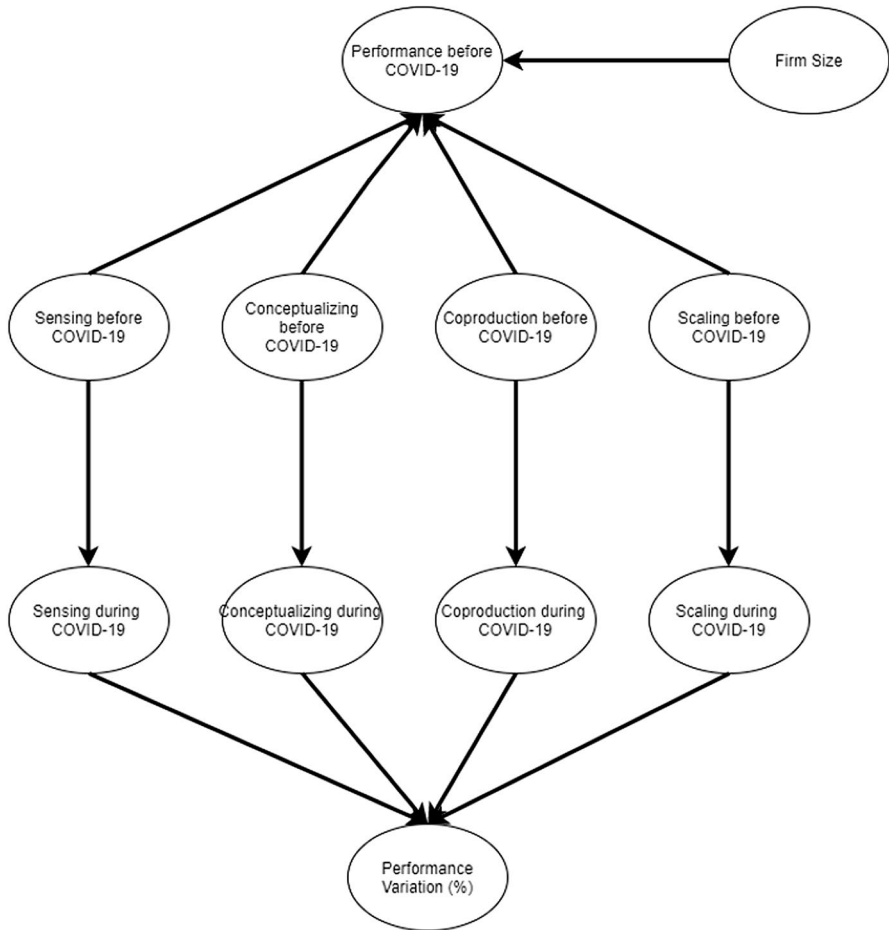 Performance before
COVID-19
Firm Size
Sensing before
COVID-19
Conceptualizing
before
COVID-19
Coproduction before
COVID-19
Scaling before
COVID-19
Sensing during
COVID-19
Conceptualizing during
COVID-19
Coproduction during
COVID-19
Scaling during
COVID-19
Performance
Variation (%)